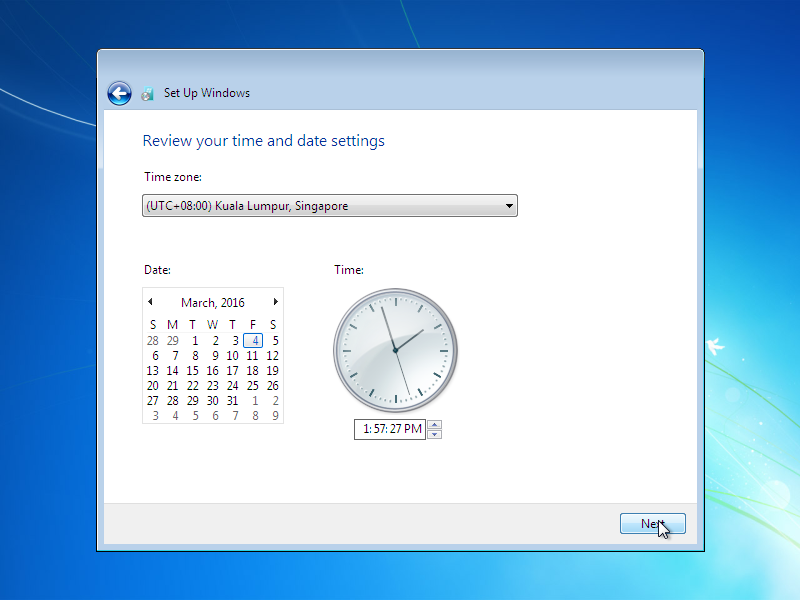 Set Up Windows
Review your time and date settings
Time zone:
(UTC+08:00) Kuala Lumpur, Singapore
Date:
March, 2016
S M T W T F S
28 29 1 2 3 4 5
6 7 8 9 10 11 12
13 14 15 16 17 18 19
20 21 22 23 24 25 26
27 28 29 30 31 1 2
3 4 5 6 7 8 9
Time:
1:57:27 PM
Next